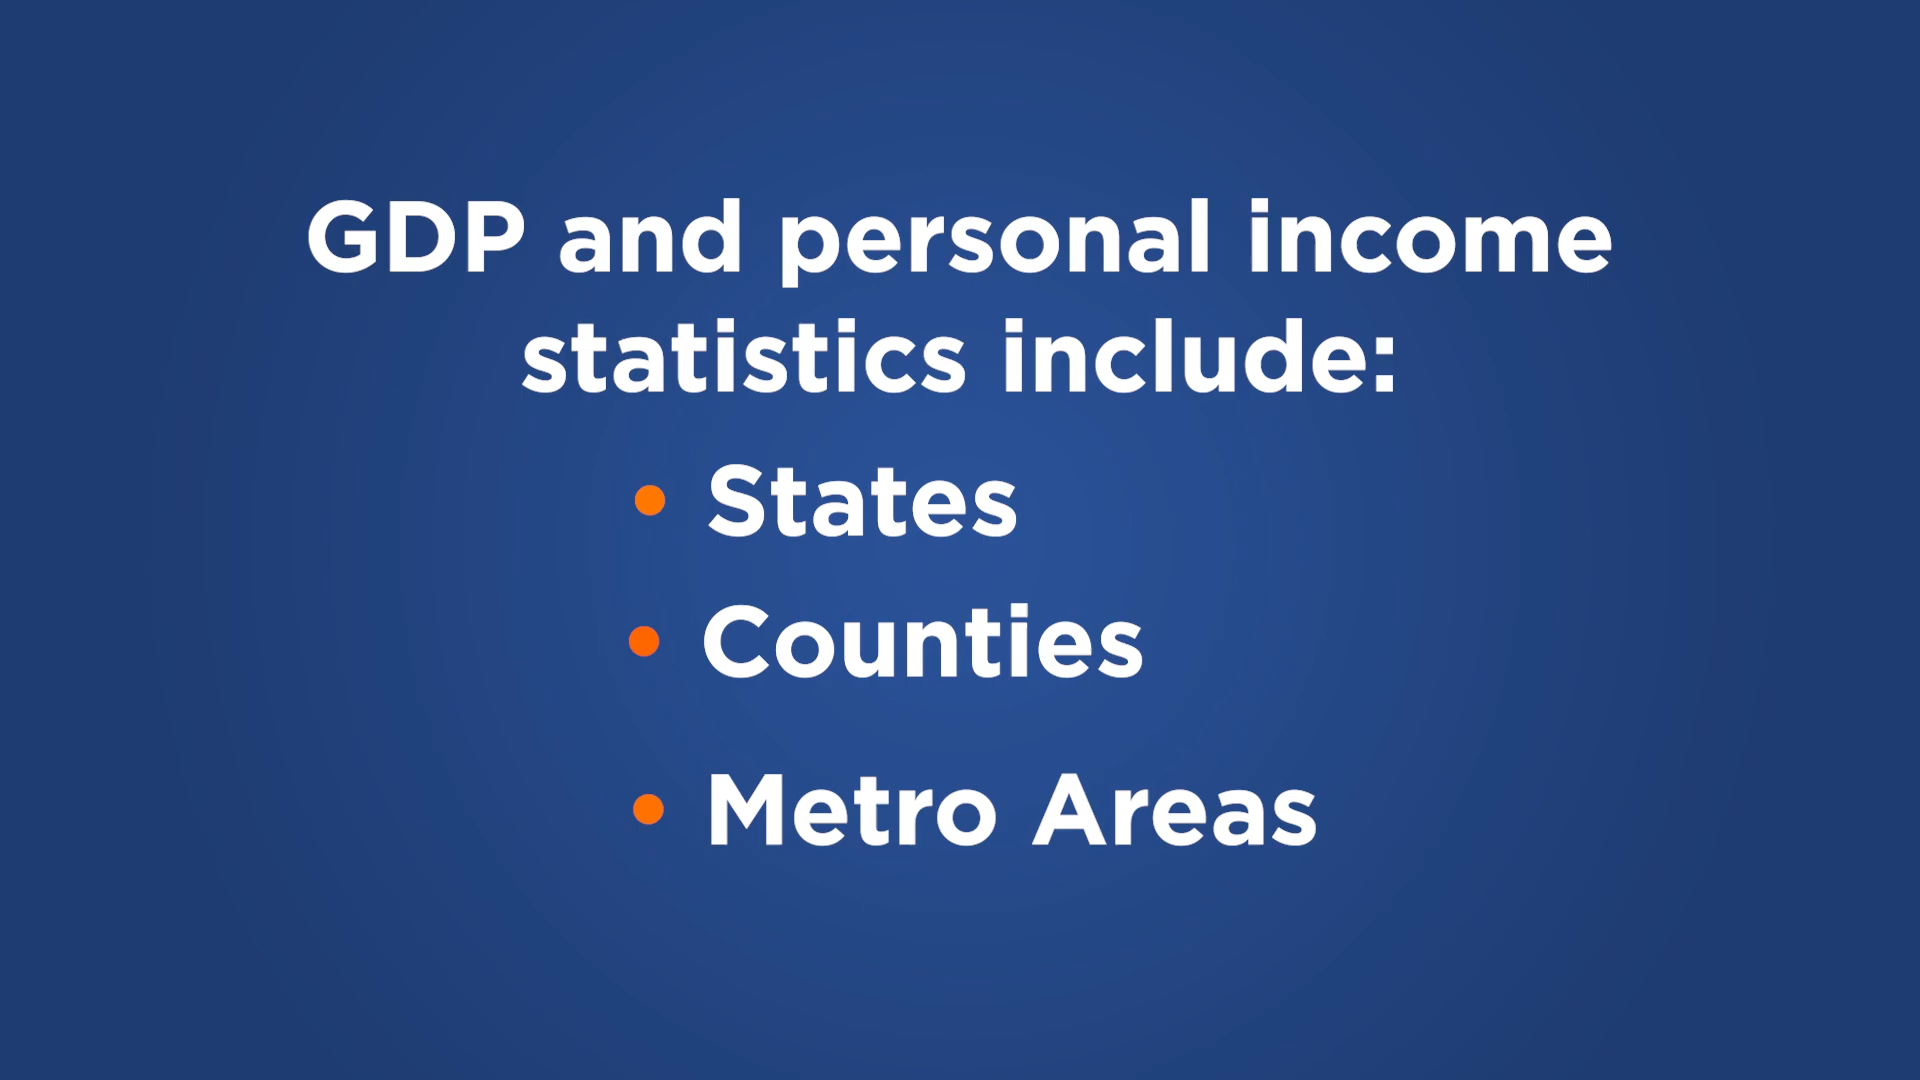 GDP and personal income
statistics include:
• States
• Counties
• Metro Areas